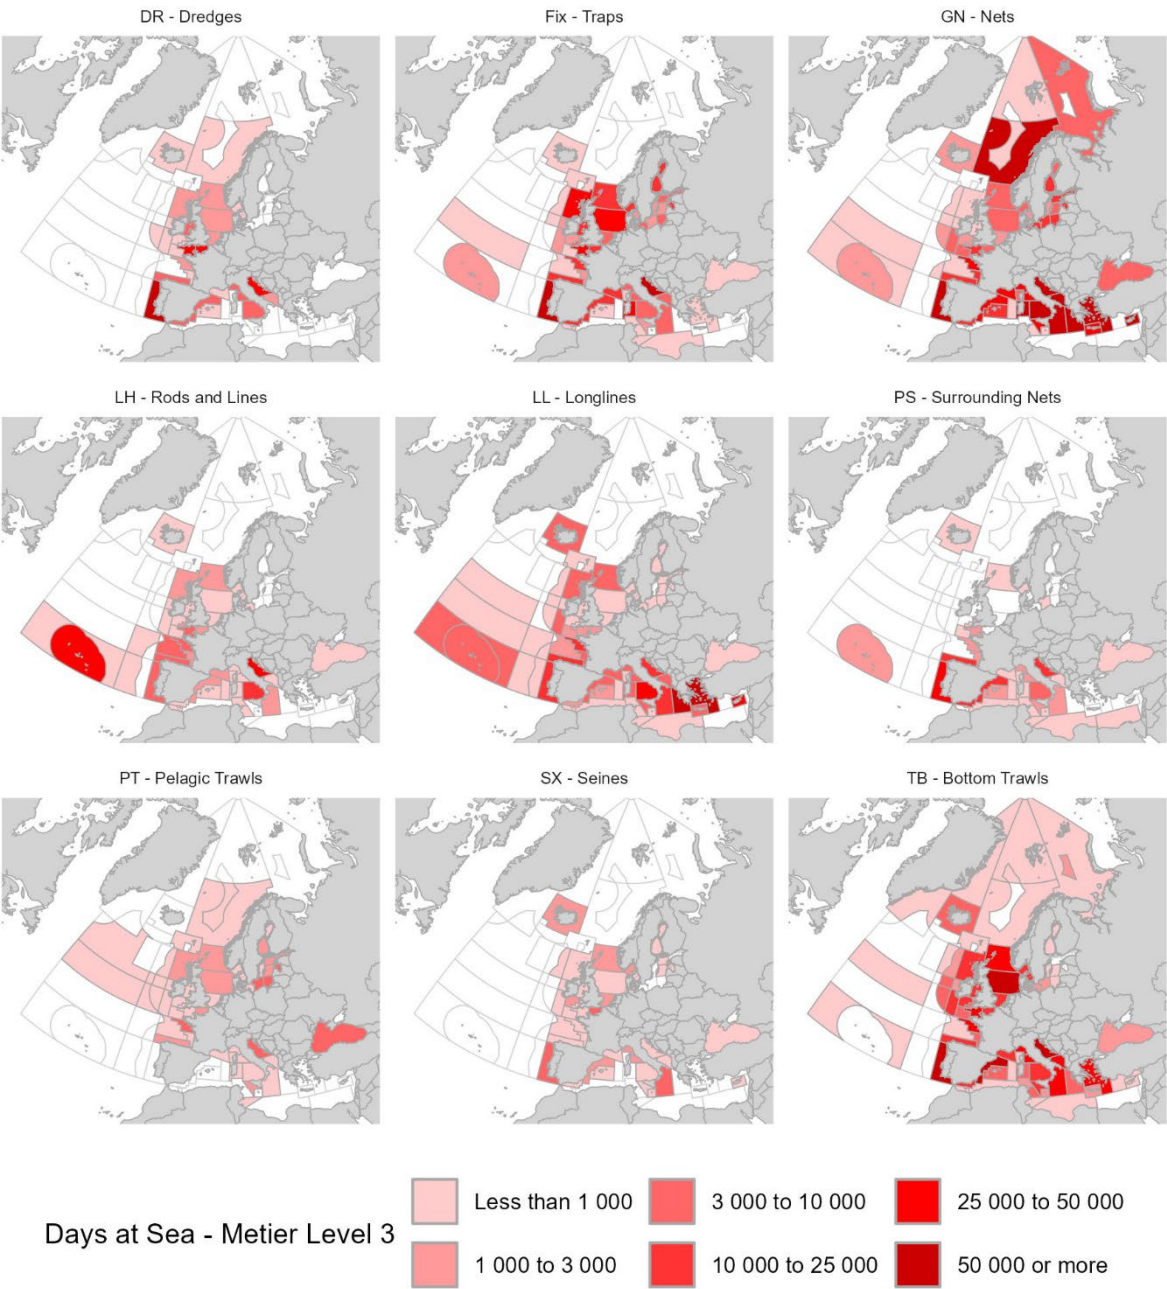 DR - Dredges
Fix - Traps
GN - Nets
LH - Rods and Lines
LL - Longlines
PS - Surrounding Nets
PT - Pelagic Trawls
SX - Seines
TB - Bottom Trawls
Days at Sea - Metier Level 3
Less than 1 000
3 000 to 10 000
25 000 to 50 000
1 000 to 3 000
10 000 to 25 000
50 000 or more